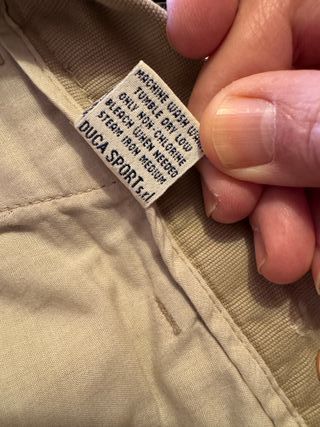 MACHINE WASH
TUMBLE DRY LOW
ONLY NON-CHLORINE
BLEACH WHEN NEEDED
STEAM IRON MEDIUM
DUCA SPORT s.r.l